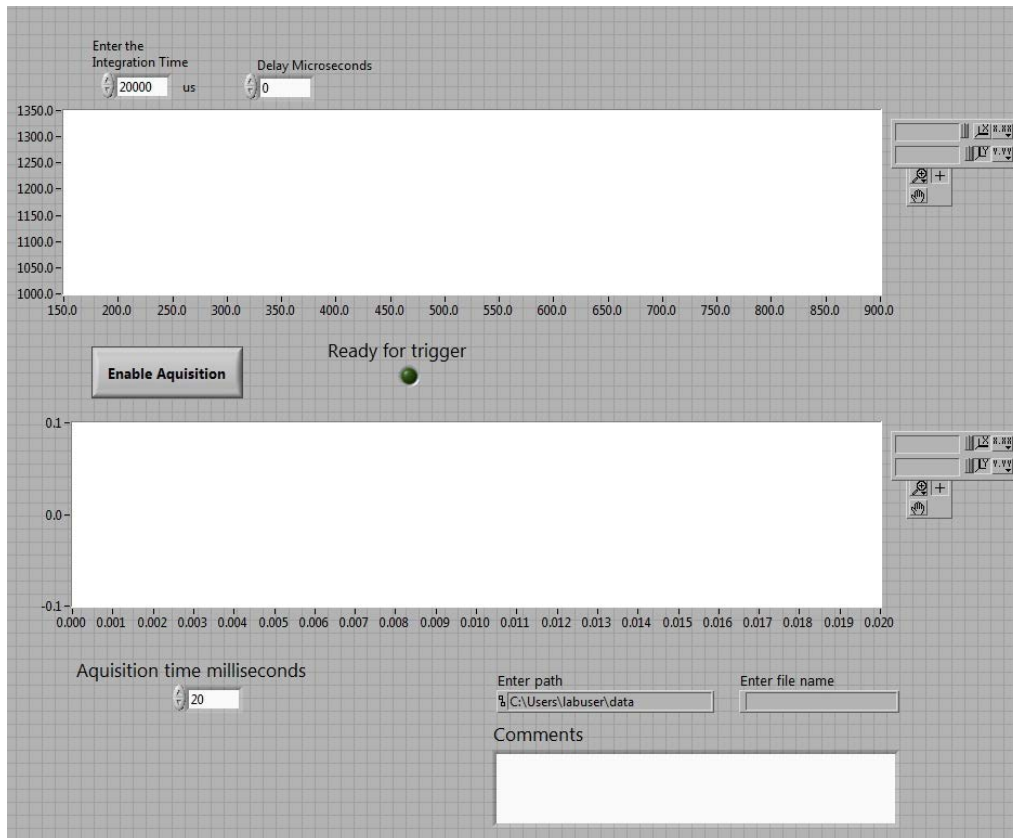 Enter the
Integration Time
20000 us
Delay Microseconds
0
1350.0
1300.0
1250.0
1200.0
1150.0
1100.0
1050.0
1000.0
150.0 200.0 250.0 300.0 350.0 400.0 450.0 500.0 550.0 600.0 650.0 700.0 750.0 800.0 850.0 900.0
X X.XX
Y Y.YY
Enable Aquisition
Ready for trigger
0.1
0.0
-0.1
0.000 0.001 0.002 0.003 0.004 0.005 0.006 0.007 0.008 0.009 0.010 0.011 0.012 0.013 0.014 0.015 0.016 0.017 0.018 0.019 0.020
X X.XX
Y Y.YY
Aquisition time milliseconds
20
Enter path
C:\Users\labuser\data
Enter file name
Comments